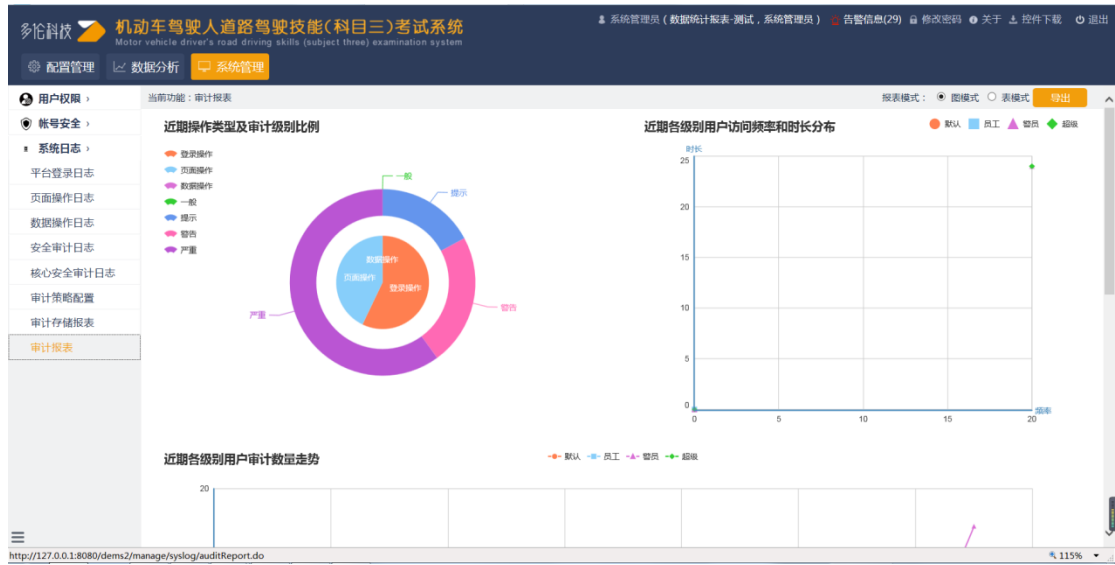 多伦科技
机动车驾驶人道路驾驶技能(科目三)考试系统
Motor vehicle driver's road driving skills (subject three) examination system
系统管理员 ( 数据统计报表-测试 , 系统管理员 ) 告警信息(29) 修改密码 关于 控件下载 退出
配置管理 数据分析 系统管理
用户权限 ›
帐号安全 ›
系统日志 ›
平台登录日志
页面操作日志
数据操作日志
安全审计日志
核心安全审计日志
审计策略配置
审计存储报表
审计报表
当前功能 : 审计报表
报表模式 : 图模式 表模式 导出
近期操作类型及审计级别比例
登录操作
页面操作
数据操作
一般
提示
警告
严重
一般
提示
数据操作
页面操作
登录操作
警告
严重
近期各级别用户访问频率和时长分布
默认 员工 警员 超级
时长
25
20
15
10
5
0
0 5 10 15 20
频率
近期各级别用户审计数量走势
默认 员工 警员 超级
20
http://127.0.0.1:8080/dems2/manage/syslog/auditReport.do
115%